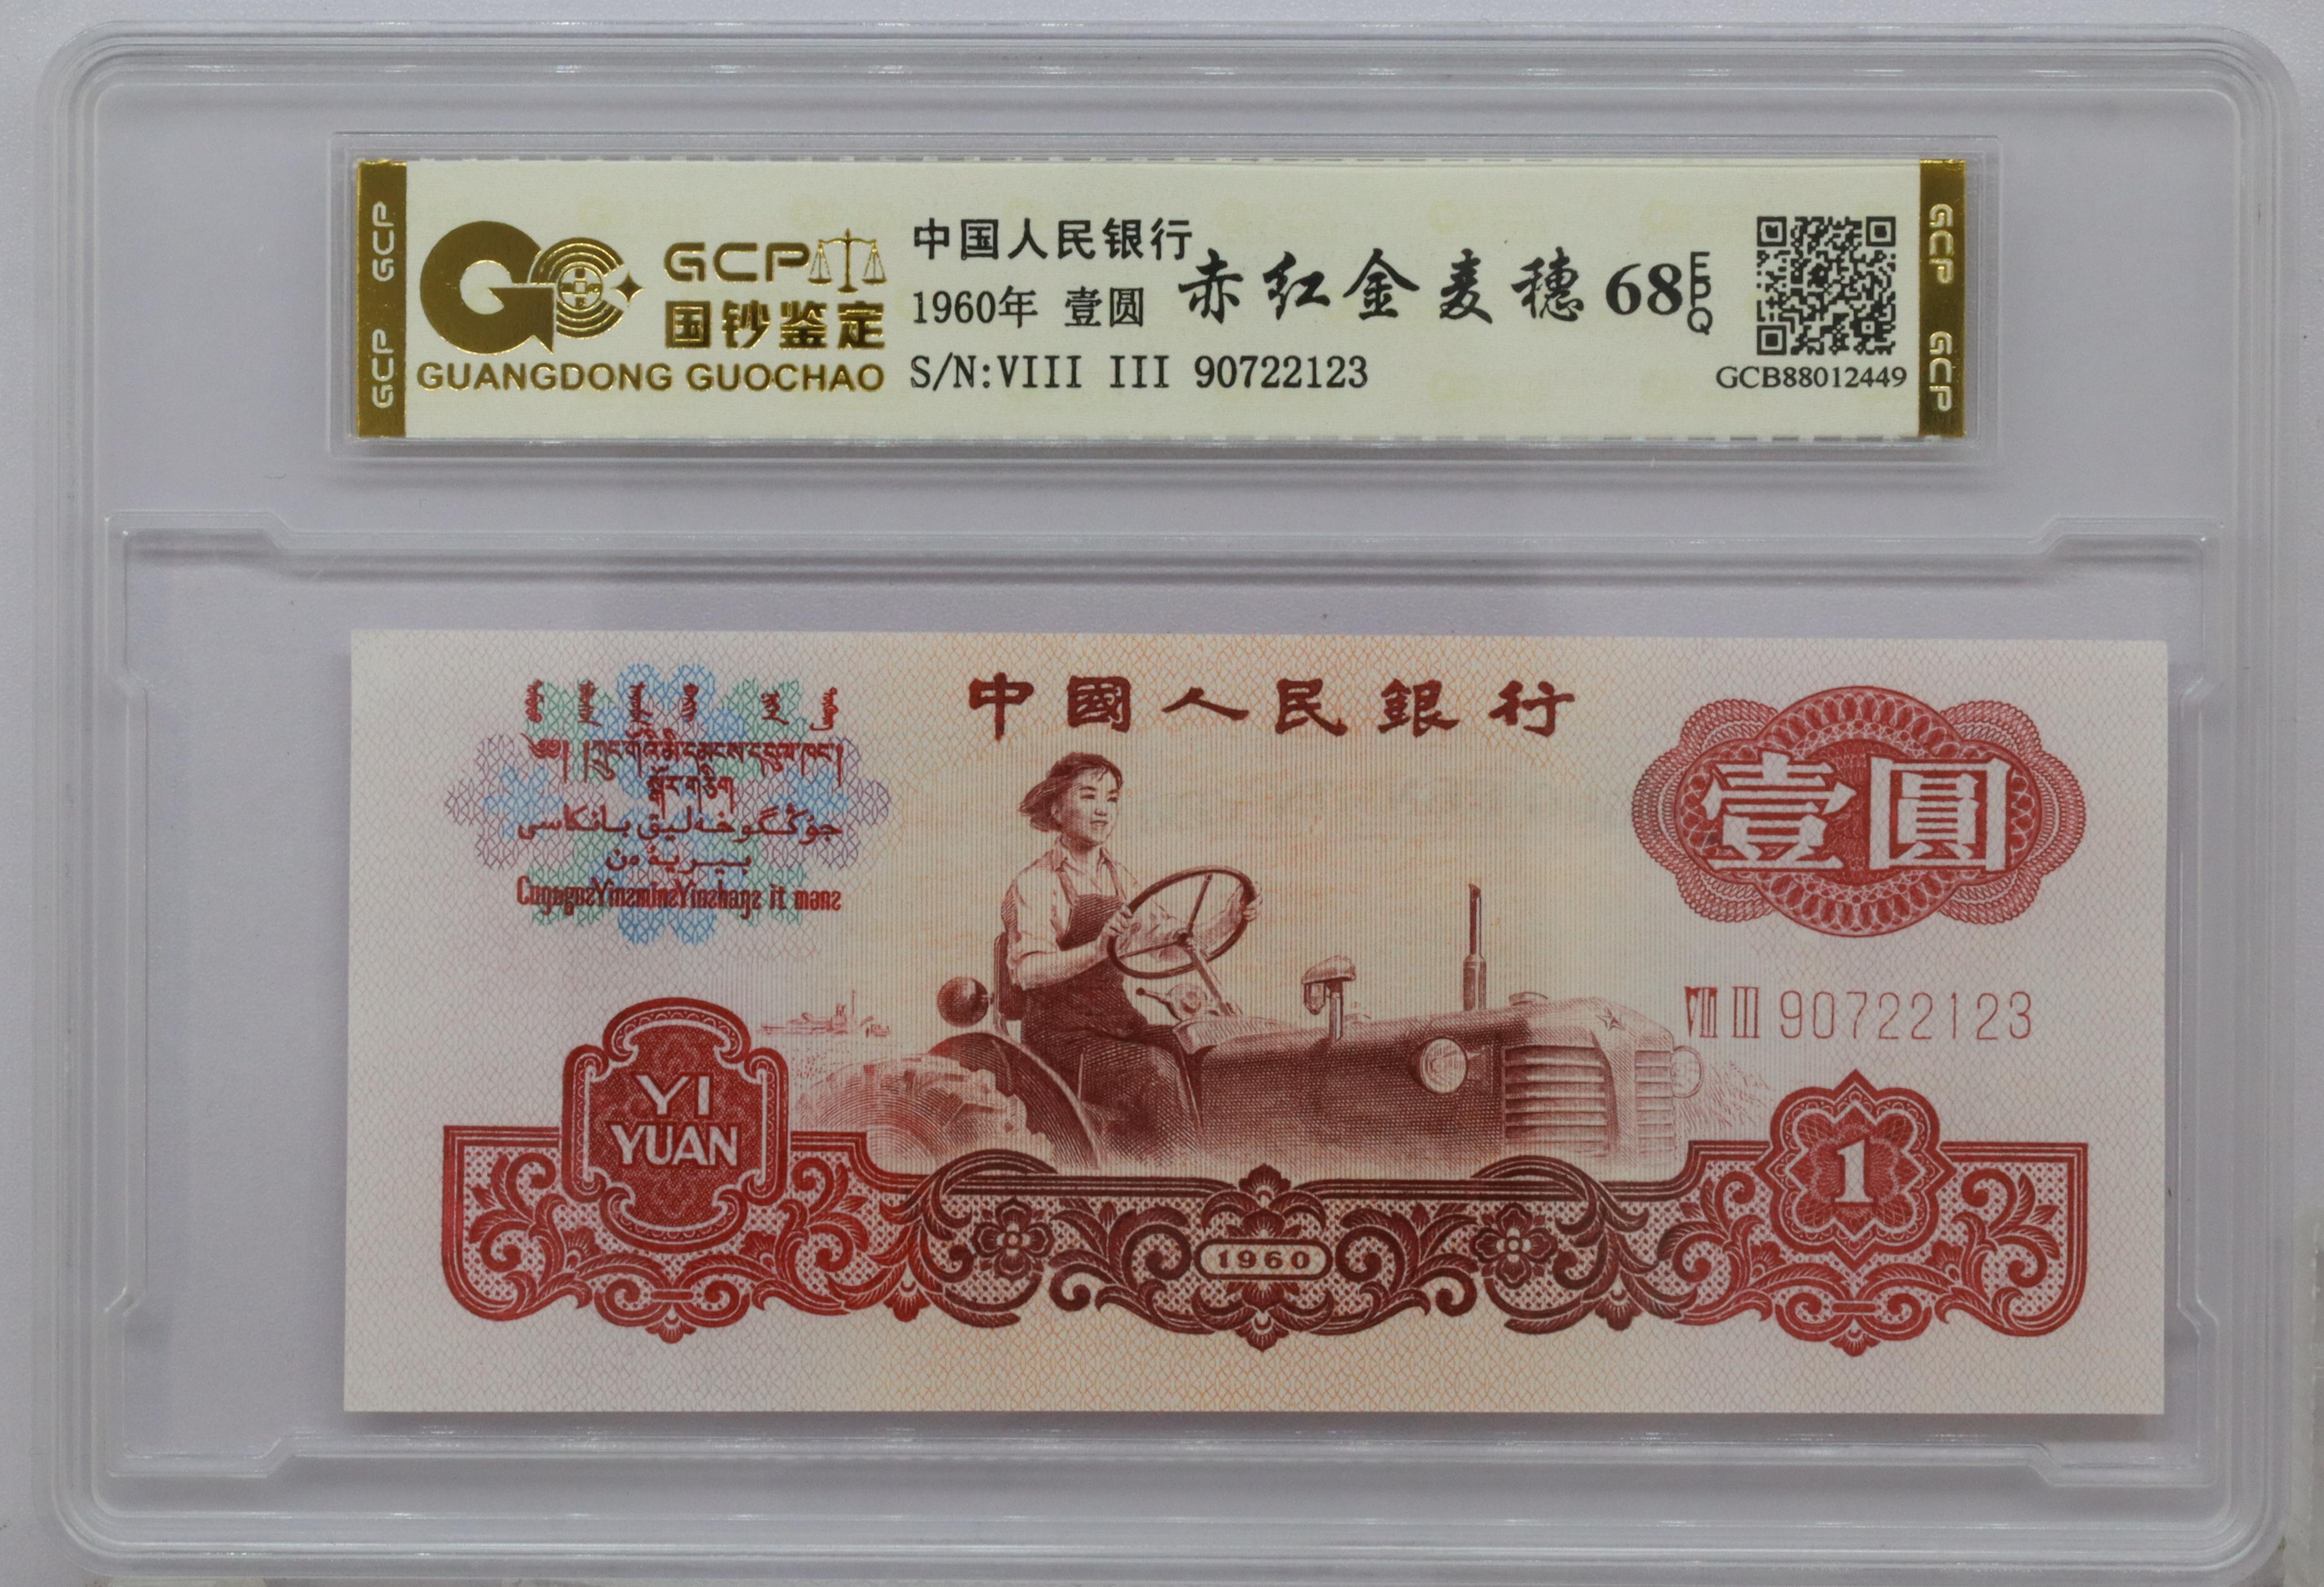 GCP GCP
GCP
国钞鉴定
GUANGDONG GUOCHAO
中国人民银行
1960年 壹圆
赤红金麦穗 68 EPQ
S/N:VIII III 90722123
GCB88012449
GCP GCP
中國人民銀行
壹圓
VIII III 90722123
YI
YUAN
1
1960